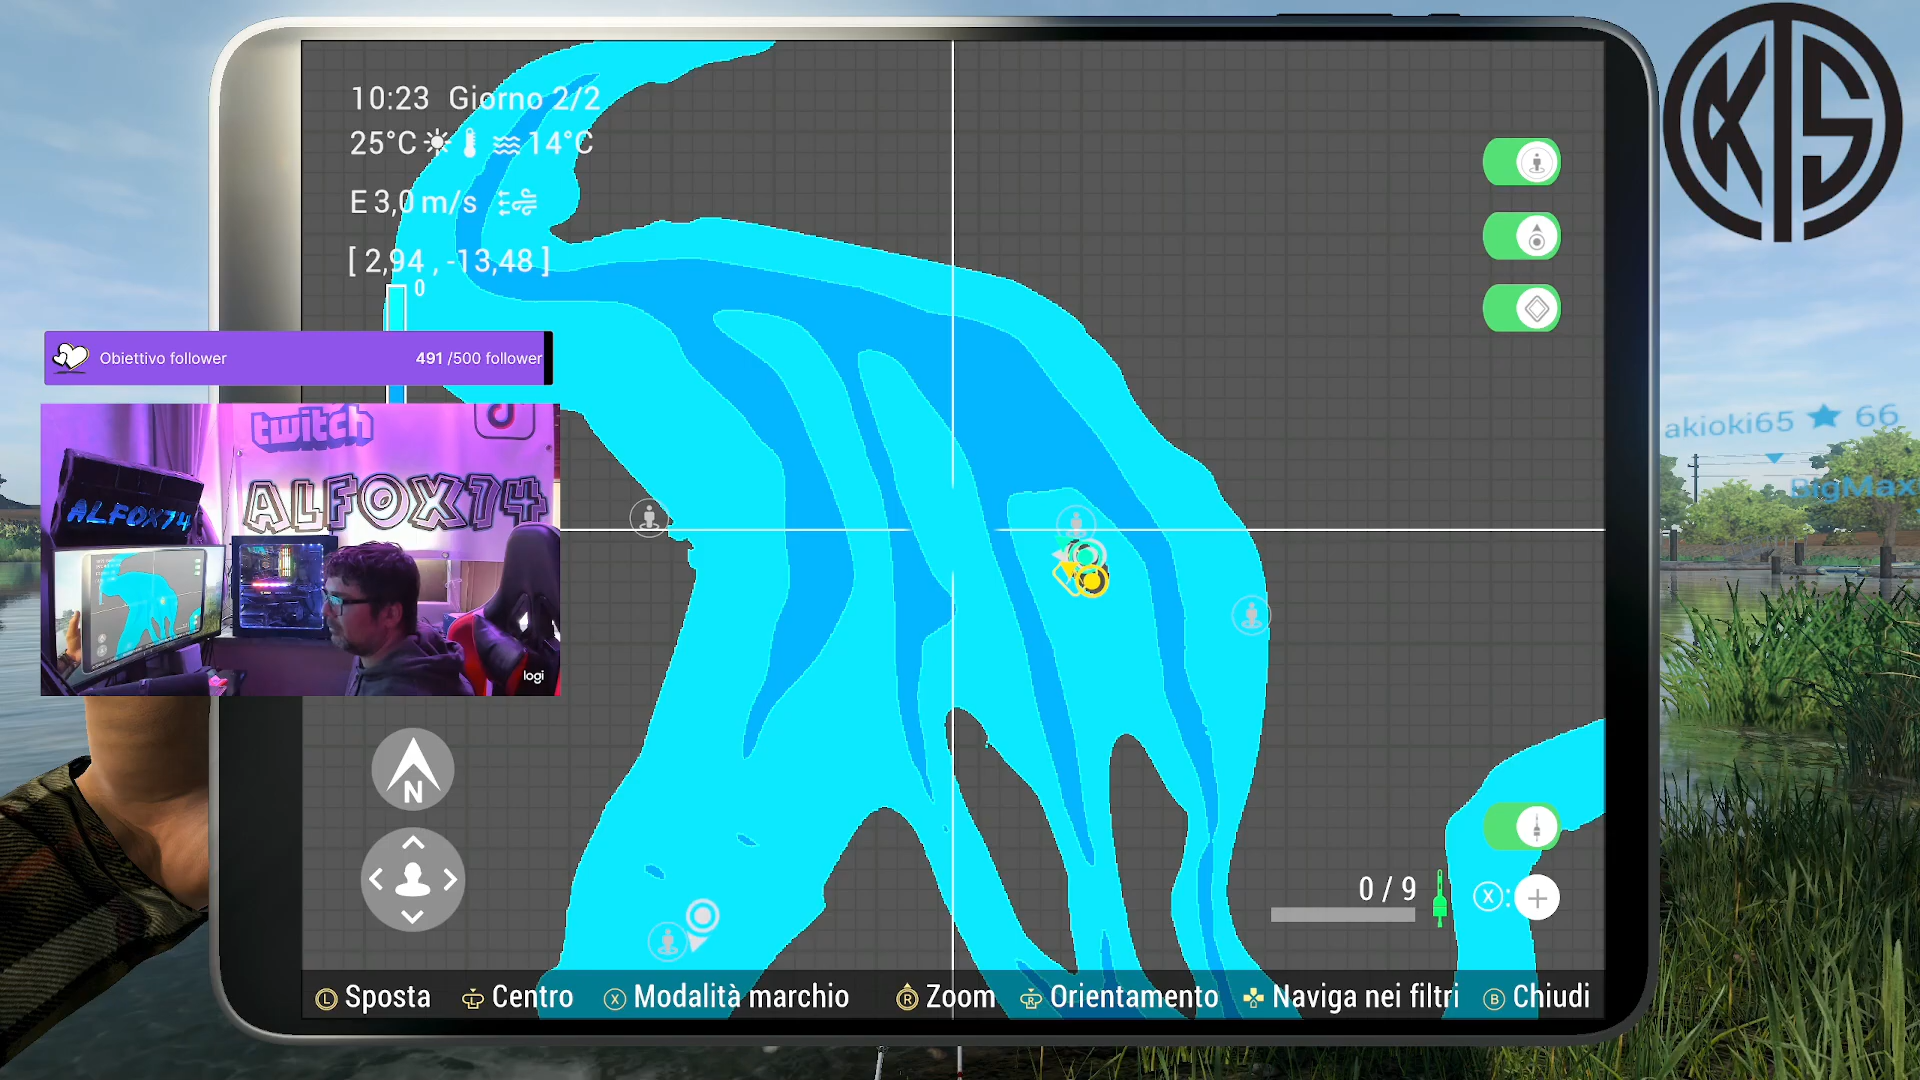 10:23 Giorno 2/2
25°C 14°C
E 3,0 m/s
[ 2,94 , -13,48 ]
0
Obiettivo follower 491 /500 follower
twitch
ALFOX74
ALFOX74
logi
KTS
akioki65 66
BigMax
N
0 / 9
X :
L Sposta L Centro X Modalità marchio R Zoom R Orientamento Naviga nei filtri B Chiudi